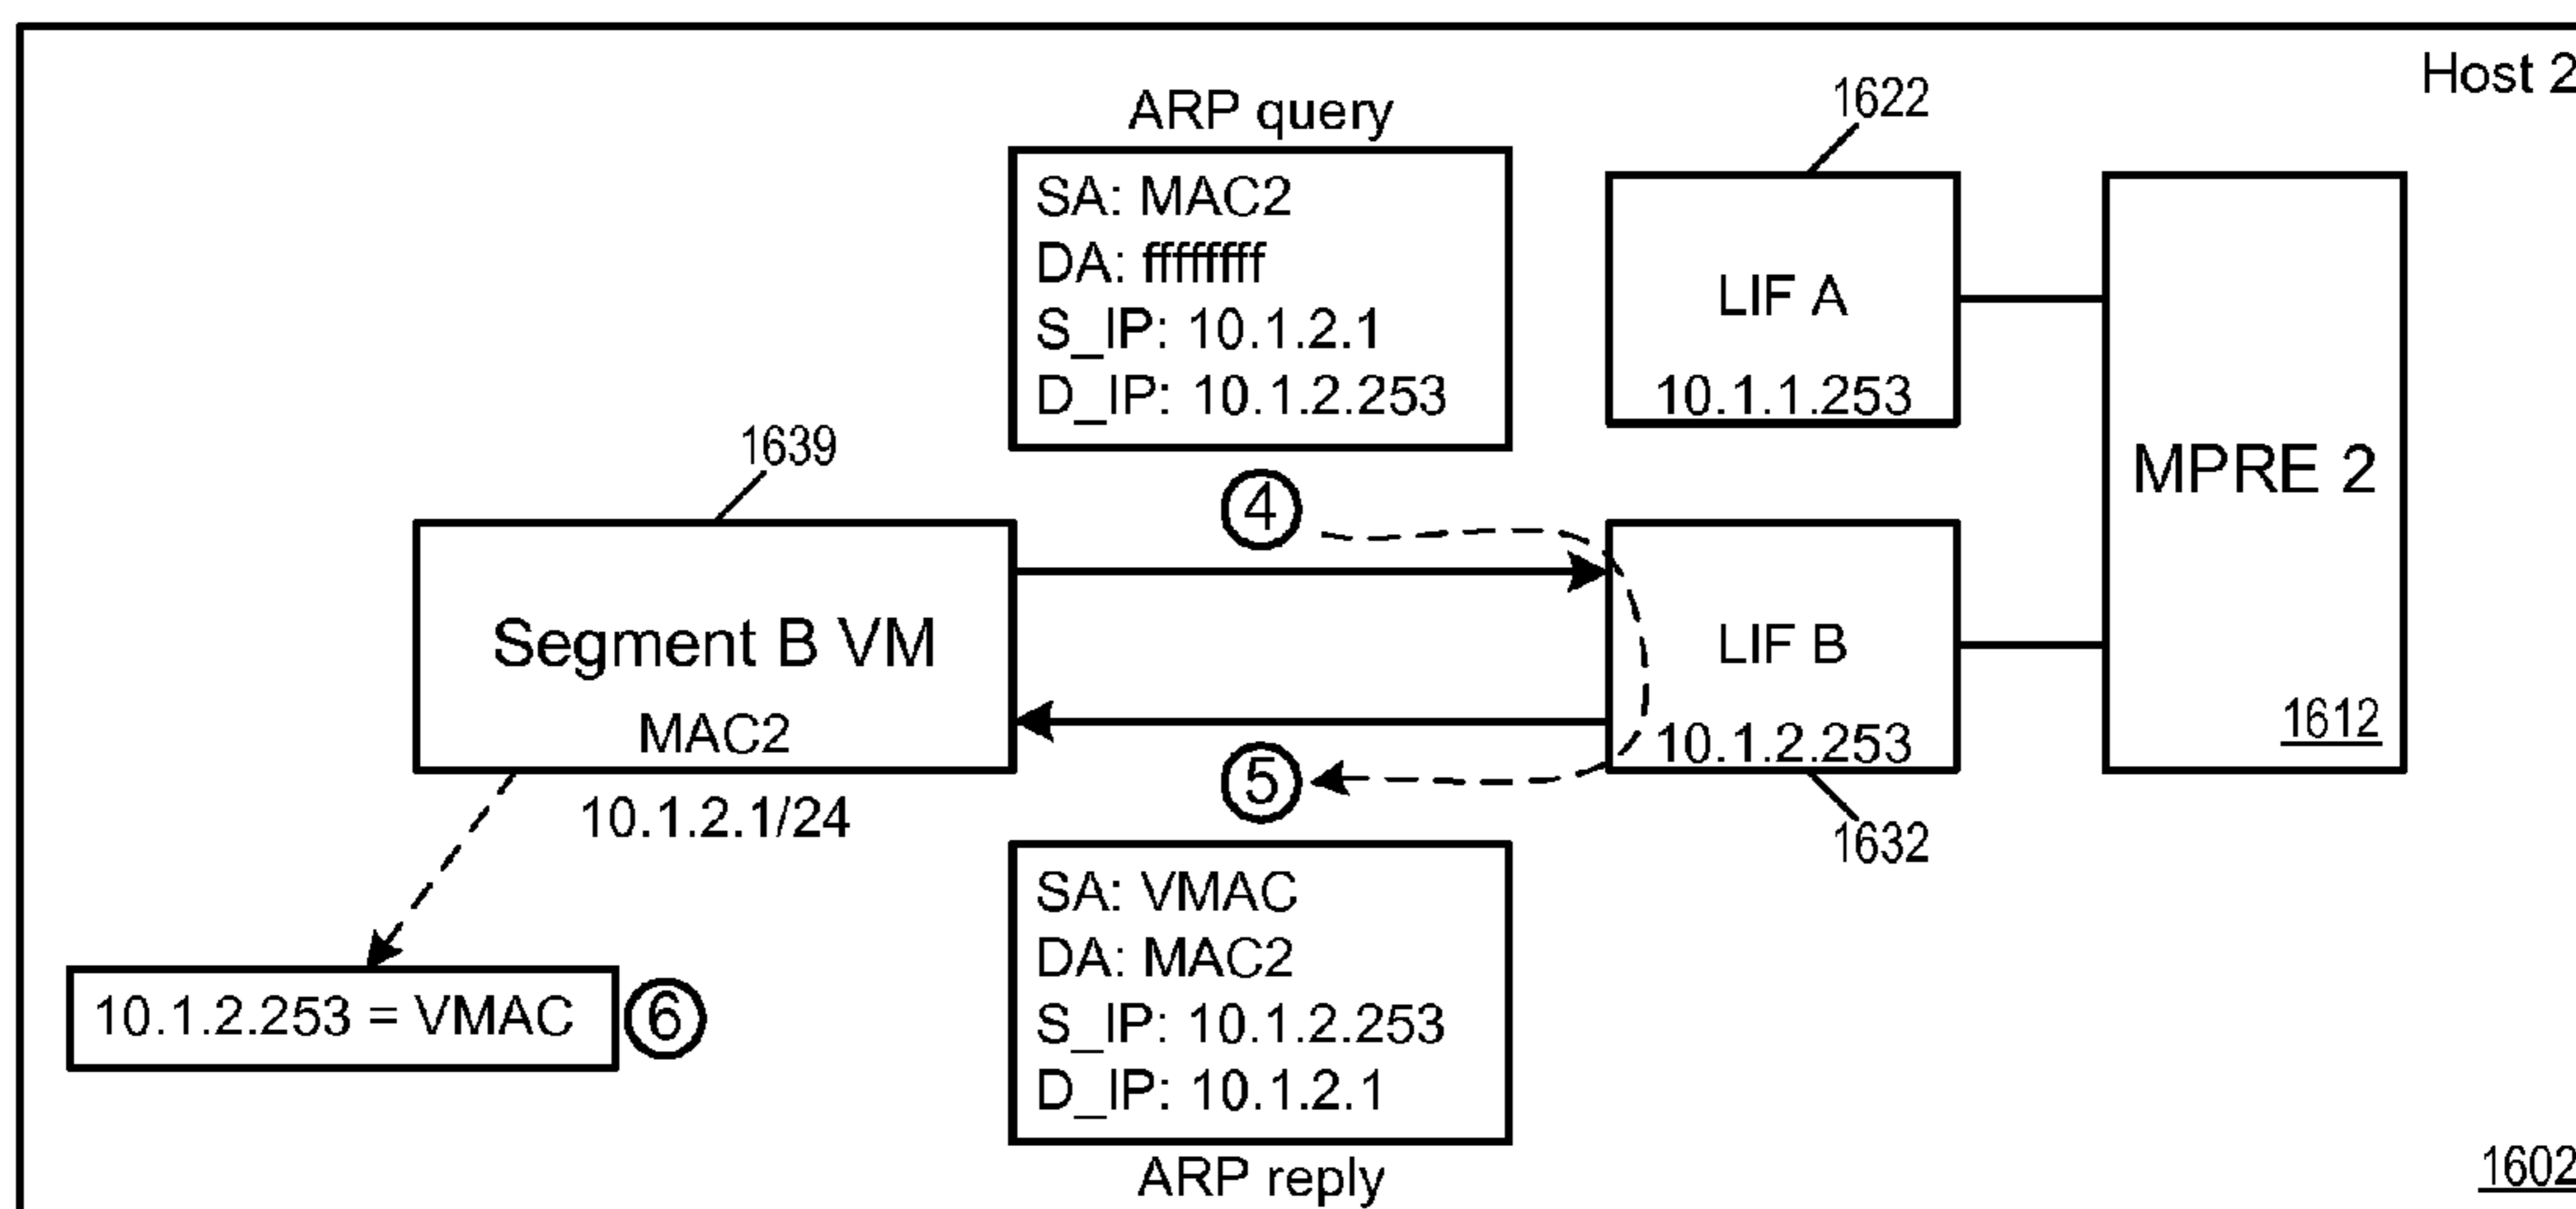 Host 2
ARP query
SA: MAC2
DA: fffffffff
S_IP: 10.1.2.1
D_IP: 10.1.2.253
1622
LIF A
10.1.1.253
MPRE 2
1612
1639
4
Segment B VM
MAC2
10.1.2.1/24
LIF B
10.1.2.253
1632
5
SA: VMAC
DA: MAC2
S_IP: 10.1.2.253
D_IP: 10.1.2.1
ARP reply
10.1.2.253 = VMAC
6
1602